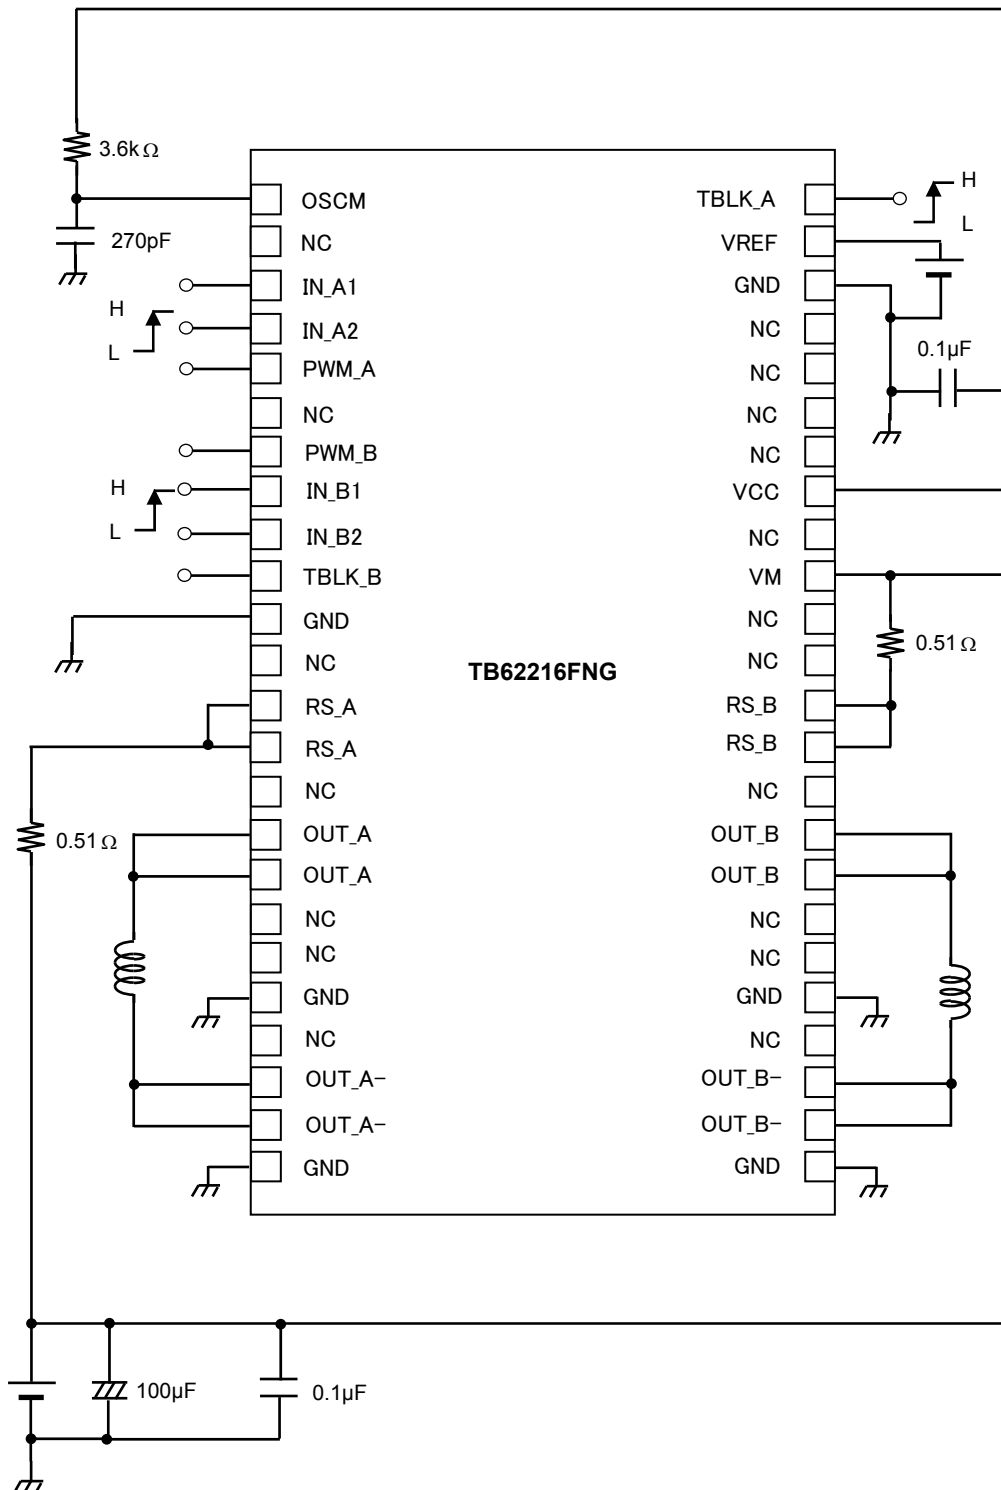 3.6kΩ
270pF
H
L
H
L
OSCM
NC
IN_A1
IN_A2
PWM_A
NC
PWM_B
IN_B1
IN_B2
TBLK_B
GND
NC
RS_A
RS_A
NC
OUT_A
OUT_A
NC
NC
GND
NC
OUT_A-
OUT_A-
GND
TB62216FNG
TBLK_A
VREF
GND
NC
NC
NC
NC
VCC
NC
VM
NC
NC
RS_B
RS_B
NC
OUT_B
OUT_B
NC
NC
GND
NC
OUT_B-
OUT_B-
GND
H
L
0.1µF
0.51Ω
0.51Ω
100µF
0.1µF